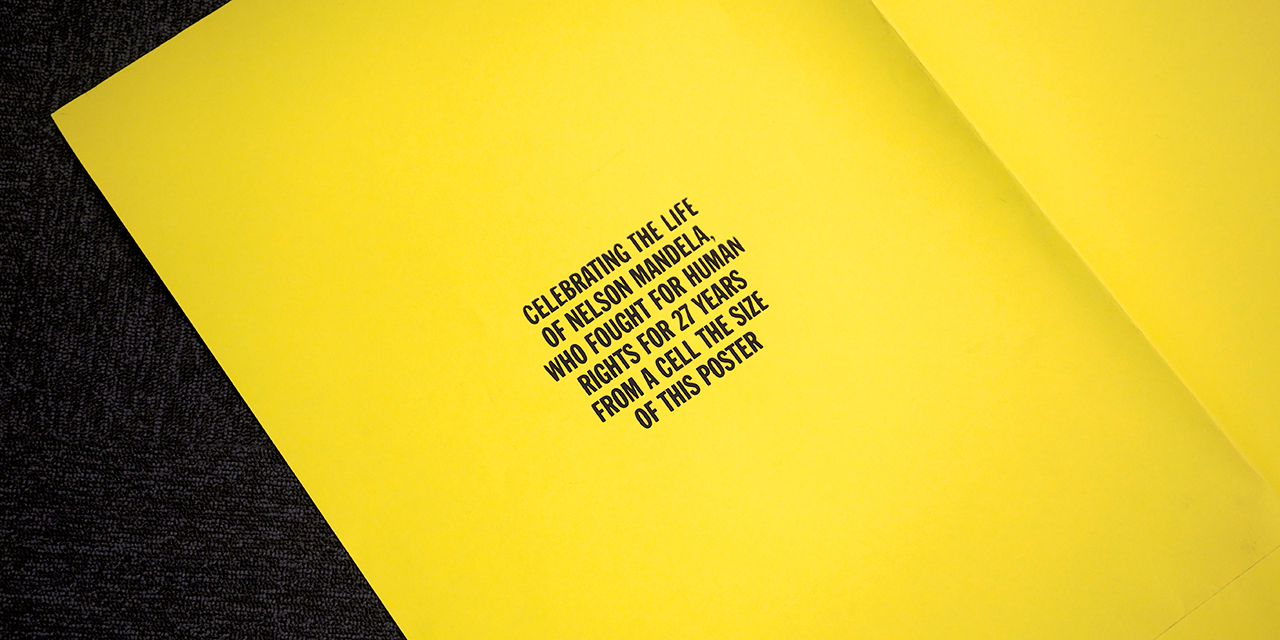 CELEBRATING THE LIFE
OF NELSON MANDELA,
WHO FOUGHT FOR HUMAN
RIGHTS FOR 27 YEARS
FROM A CELL THE SIZE
OF THIS POSTER